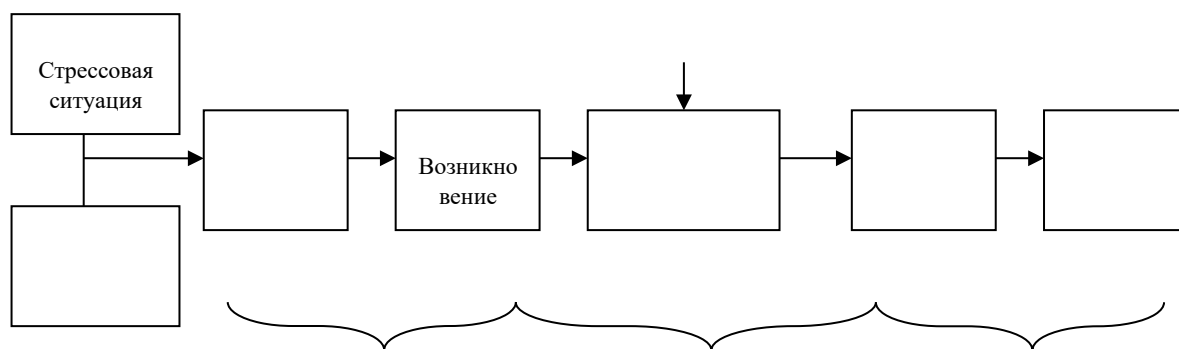 Стрессовая
ситуация
Возникно
вение